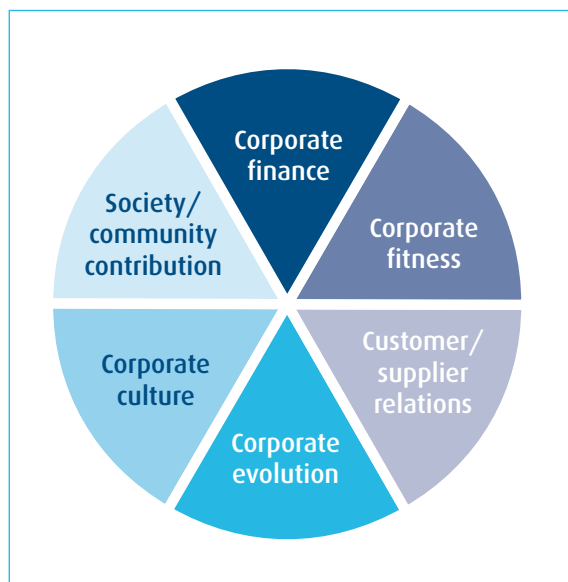 Corporate
finance
Corporate
fitness
Customer/
supplier
relations
Corporate
evolution
Corporate
culture
Society/
community
contribution